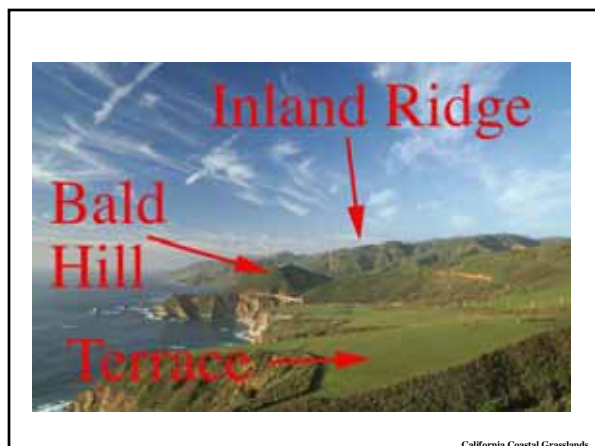 Inland Ridge
Bald
Hill
Terrace
California Coastal Grasslands